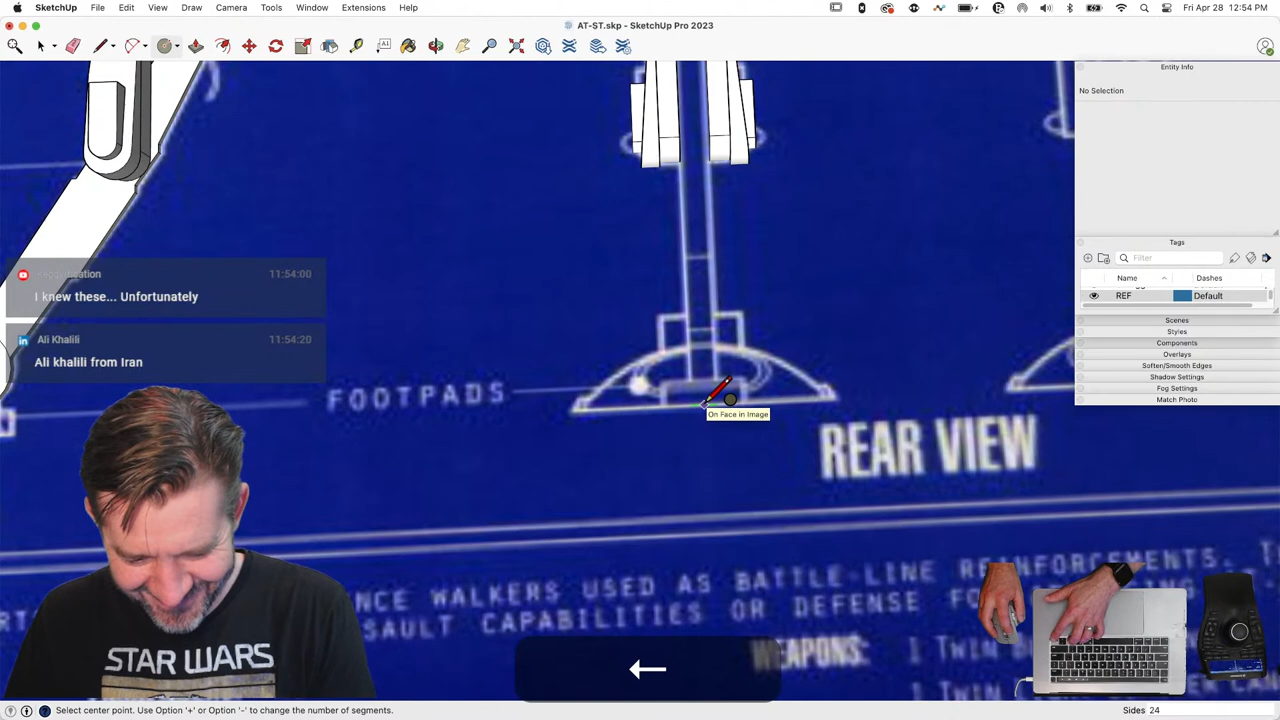 SketchUp File Edit View Draw Camera Tools Window Extensions Help
Fri Apr 28 12:54 PM
AT-ST.skp - SketchUp Pro 2023
Entity Info
No Selection
11:54:00
I knew these... Unfortunately
Ali Khalili 11:54:20
Ali khalili from Iran
Tags
Filter
Name Dashes
REF Default
Scenes
Styles
Components
Overlays
Soften/Smooth Edges
Shadow Settings
Fog Settings
Match Photo
FOOTPADS
On Face in Image
REAR VIEW
NCE WALKERS USED AS BATTLE-LINE REINFORCEMENTS.
SAULT CAPABILITIES OR DEFENSE
WEAPONS: 1 TWIN
1 TWIN
STAR WARS
←
Select center point. Use Option '+' or Option '-' to change the number of segments.
Sides 24